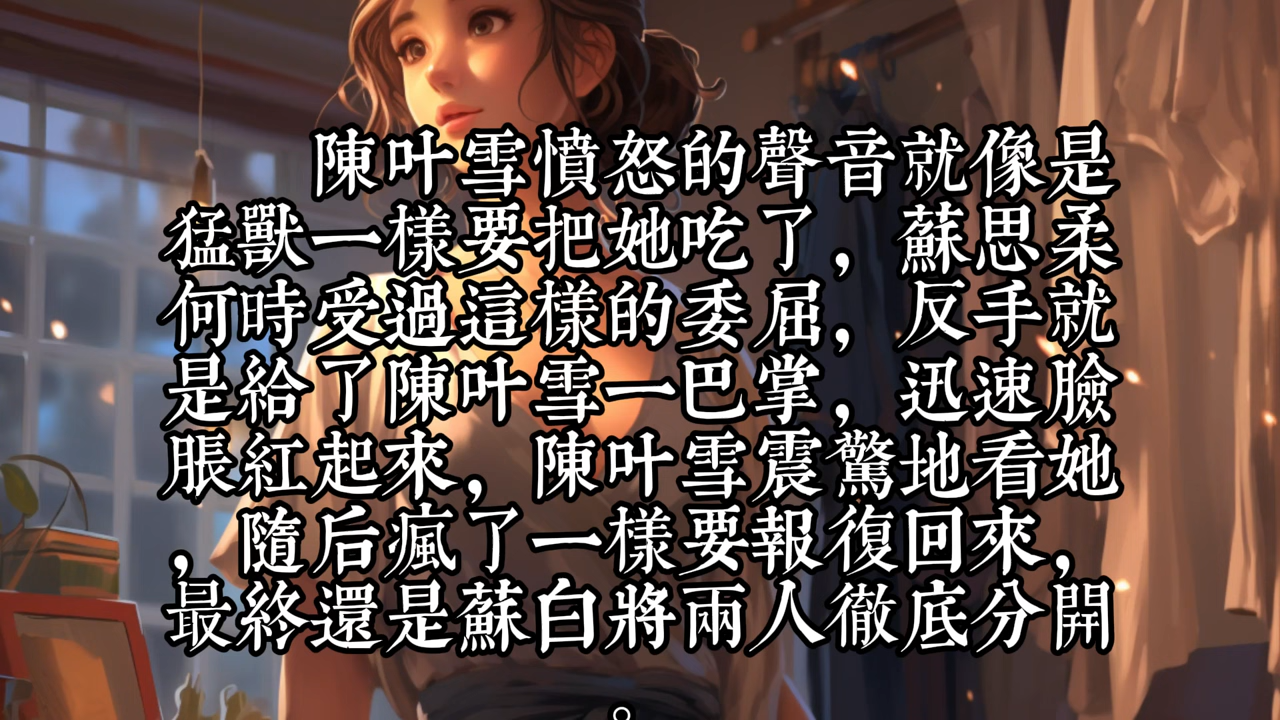 陳叶雪憤怒的聲音就像是
猛獸一樣要把她吃了，蘇思柔
何時受過這樣的委屈，反手就
是給了陳叶雪一巴掌，迅速臉
脹紅起來，陳叶雪震驚地看她
，隨后瘋了一樣要報復回來，
最終還是蘇白將兩人徹底分開
。